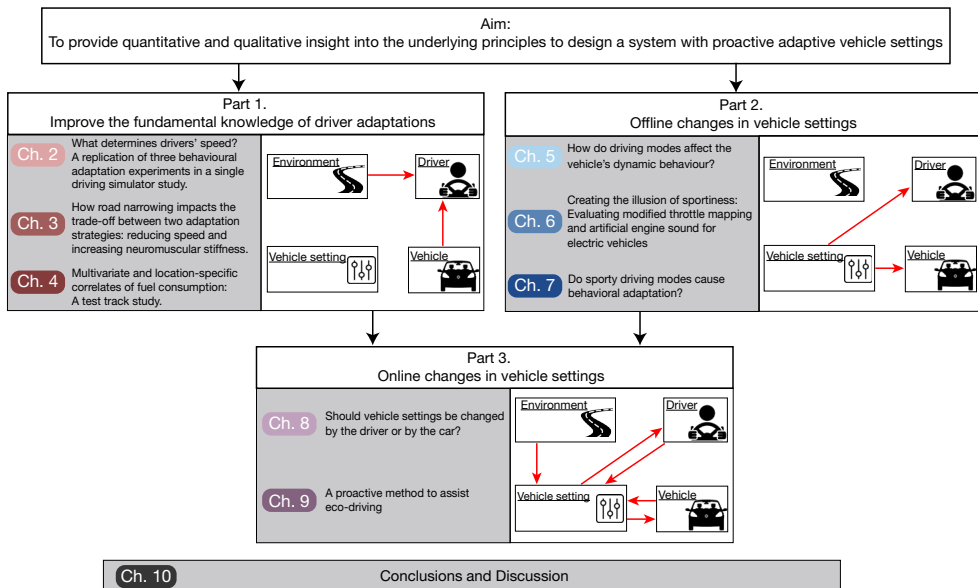 Aim:
To provide quantitative and qualitative insight into the underlying principles to design a system with proactive adaptive vehicle settings
Part 1.
Improve the fundamental knowledge of driver adaptations
Ch. 2
What determines drivers' speed?
A replication of three behavioural
adaptation experiments in a single
driving simulator study.
Ch. 3
How road narrowing impacts the
trade-off between two adaptation
strategies: reducing speed and
increasing neuromuscular stiffness.
Ch. 4
Multivariate and location-specific
correlates of fuel consumption:
A test track study.
Environment
Driver
Vehicle setting
Vehicle
Part 2.
Offline changes in vehicle settings
Ch. 5
How do driving modes affect the
vehicle's dynamic behaviour?
Ch. 6
Creating the illusion of sportiness:
Evaluating modified throttle mapping
and artificial engine sound for
electric vehicles
Ch. 7
Do sporty driving modes cause
behavioral adaptation?
Environment
Driver
Vehicle setting
Vehicle
Part 3.
Online changes in vehicle settings
Ch. 8
Should vehicle settings be changed
by the driver or by the car?
Ch. 9
A proactive method to assist
eco-driving
Environment
Driver
Vehicle setting
Vehicle
Ch. 10
Conclusions and Discussion